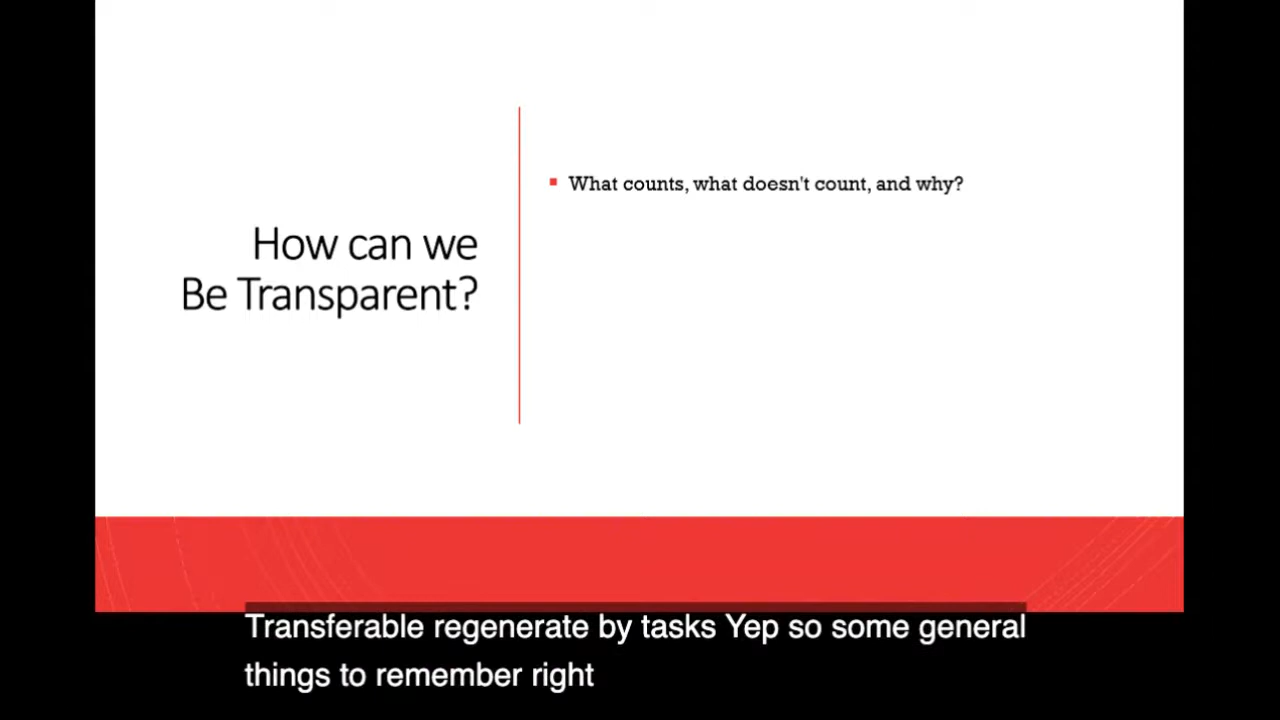 How can we
Be Transparent?
What counts, what doesn't count, and why?
Transferable regenerate by tasks Yep so some general
things to remember right